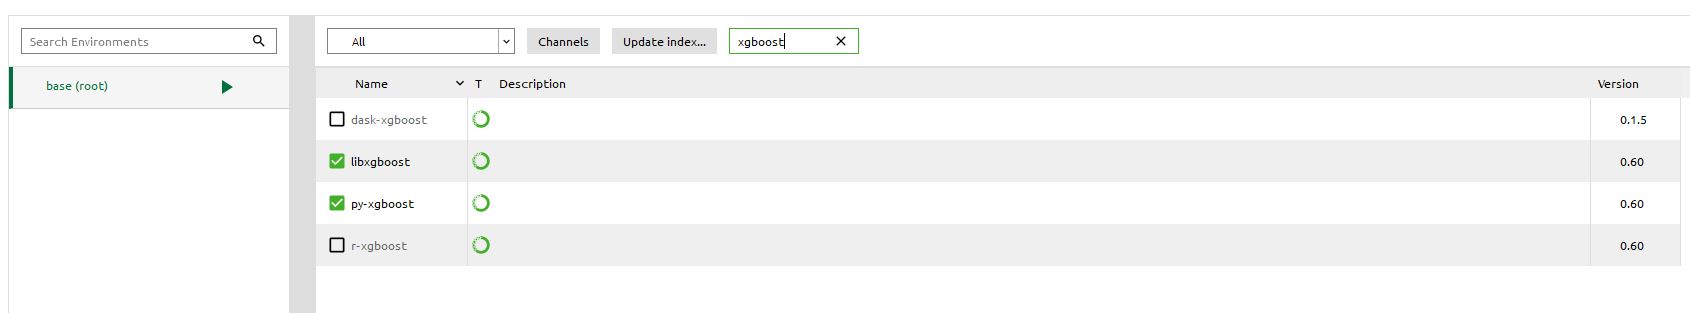 Search Environments
All
Channels
Update index...
xgboost
base (root)
Name T Description Version
dask-xgboost 0.1.5
libxgboost 0.60
py-xgboost 0.60
r-xgboost 0.60